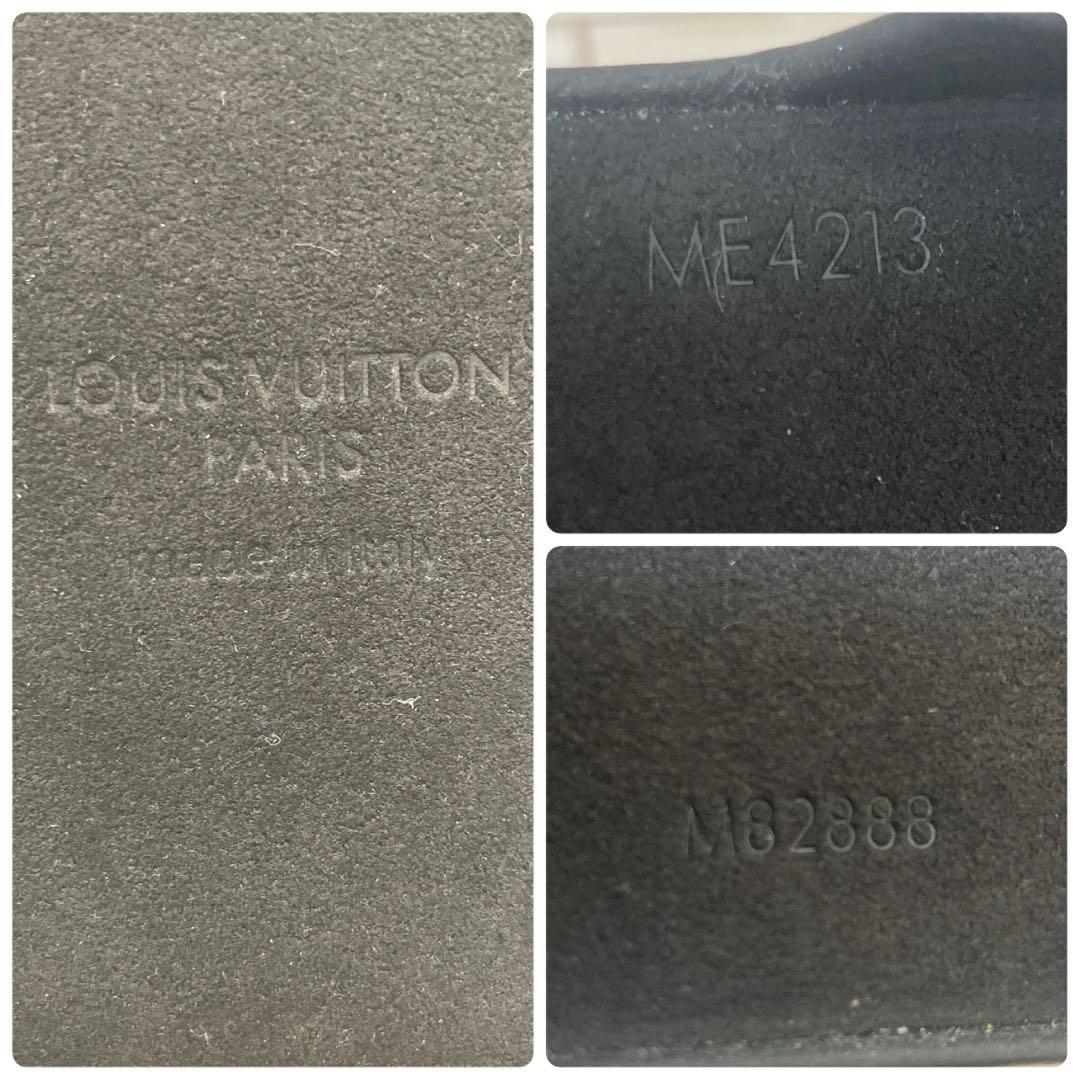 LOUIS VUITTON
PARIS
made in italy
ME4213
M82888